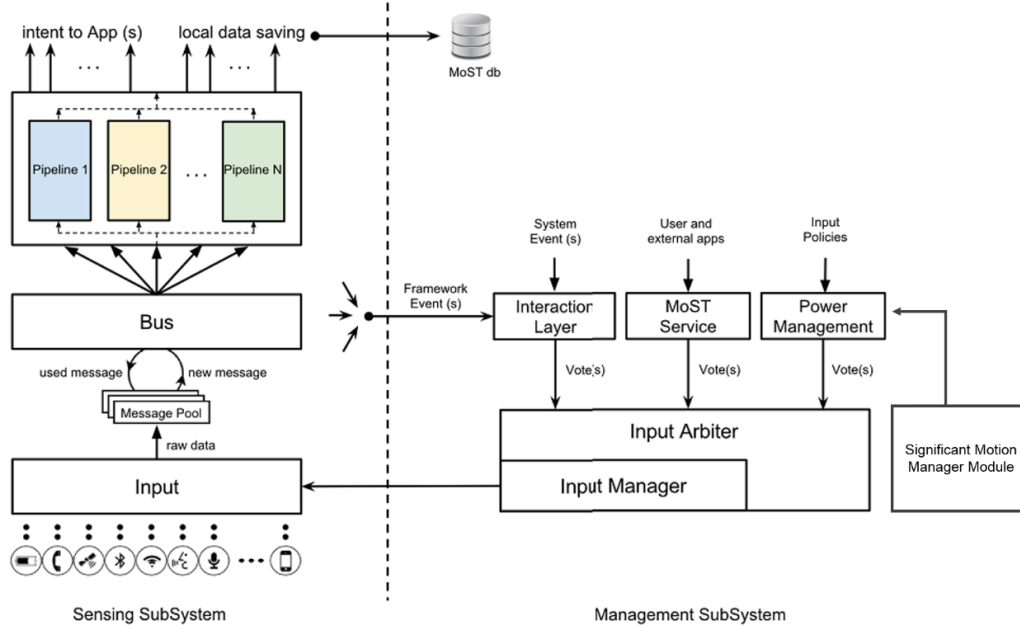 intent to App (s)
local data saving
MoST db
Pipeline 1
Pipeline 2
Pipeline N
Bus
used message
new message
Message Pool
raw data
Input
Sensing SubSystem
Framework
Event (s)
System
Event (s)
User and
external apps
Input
Policies
Interaction
Layer
MoST
Service
Power
Management
Vote(s)
Vote(s)
Vote(s)
Input Arbiter
Input Manager
Significant Motion
Manager Module
Management SubSystem